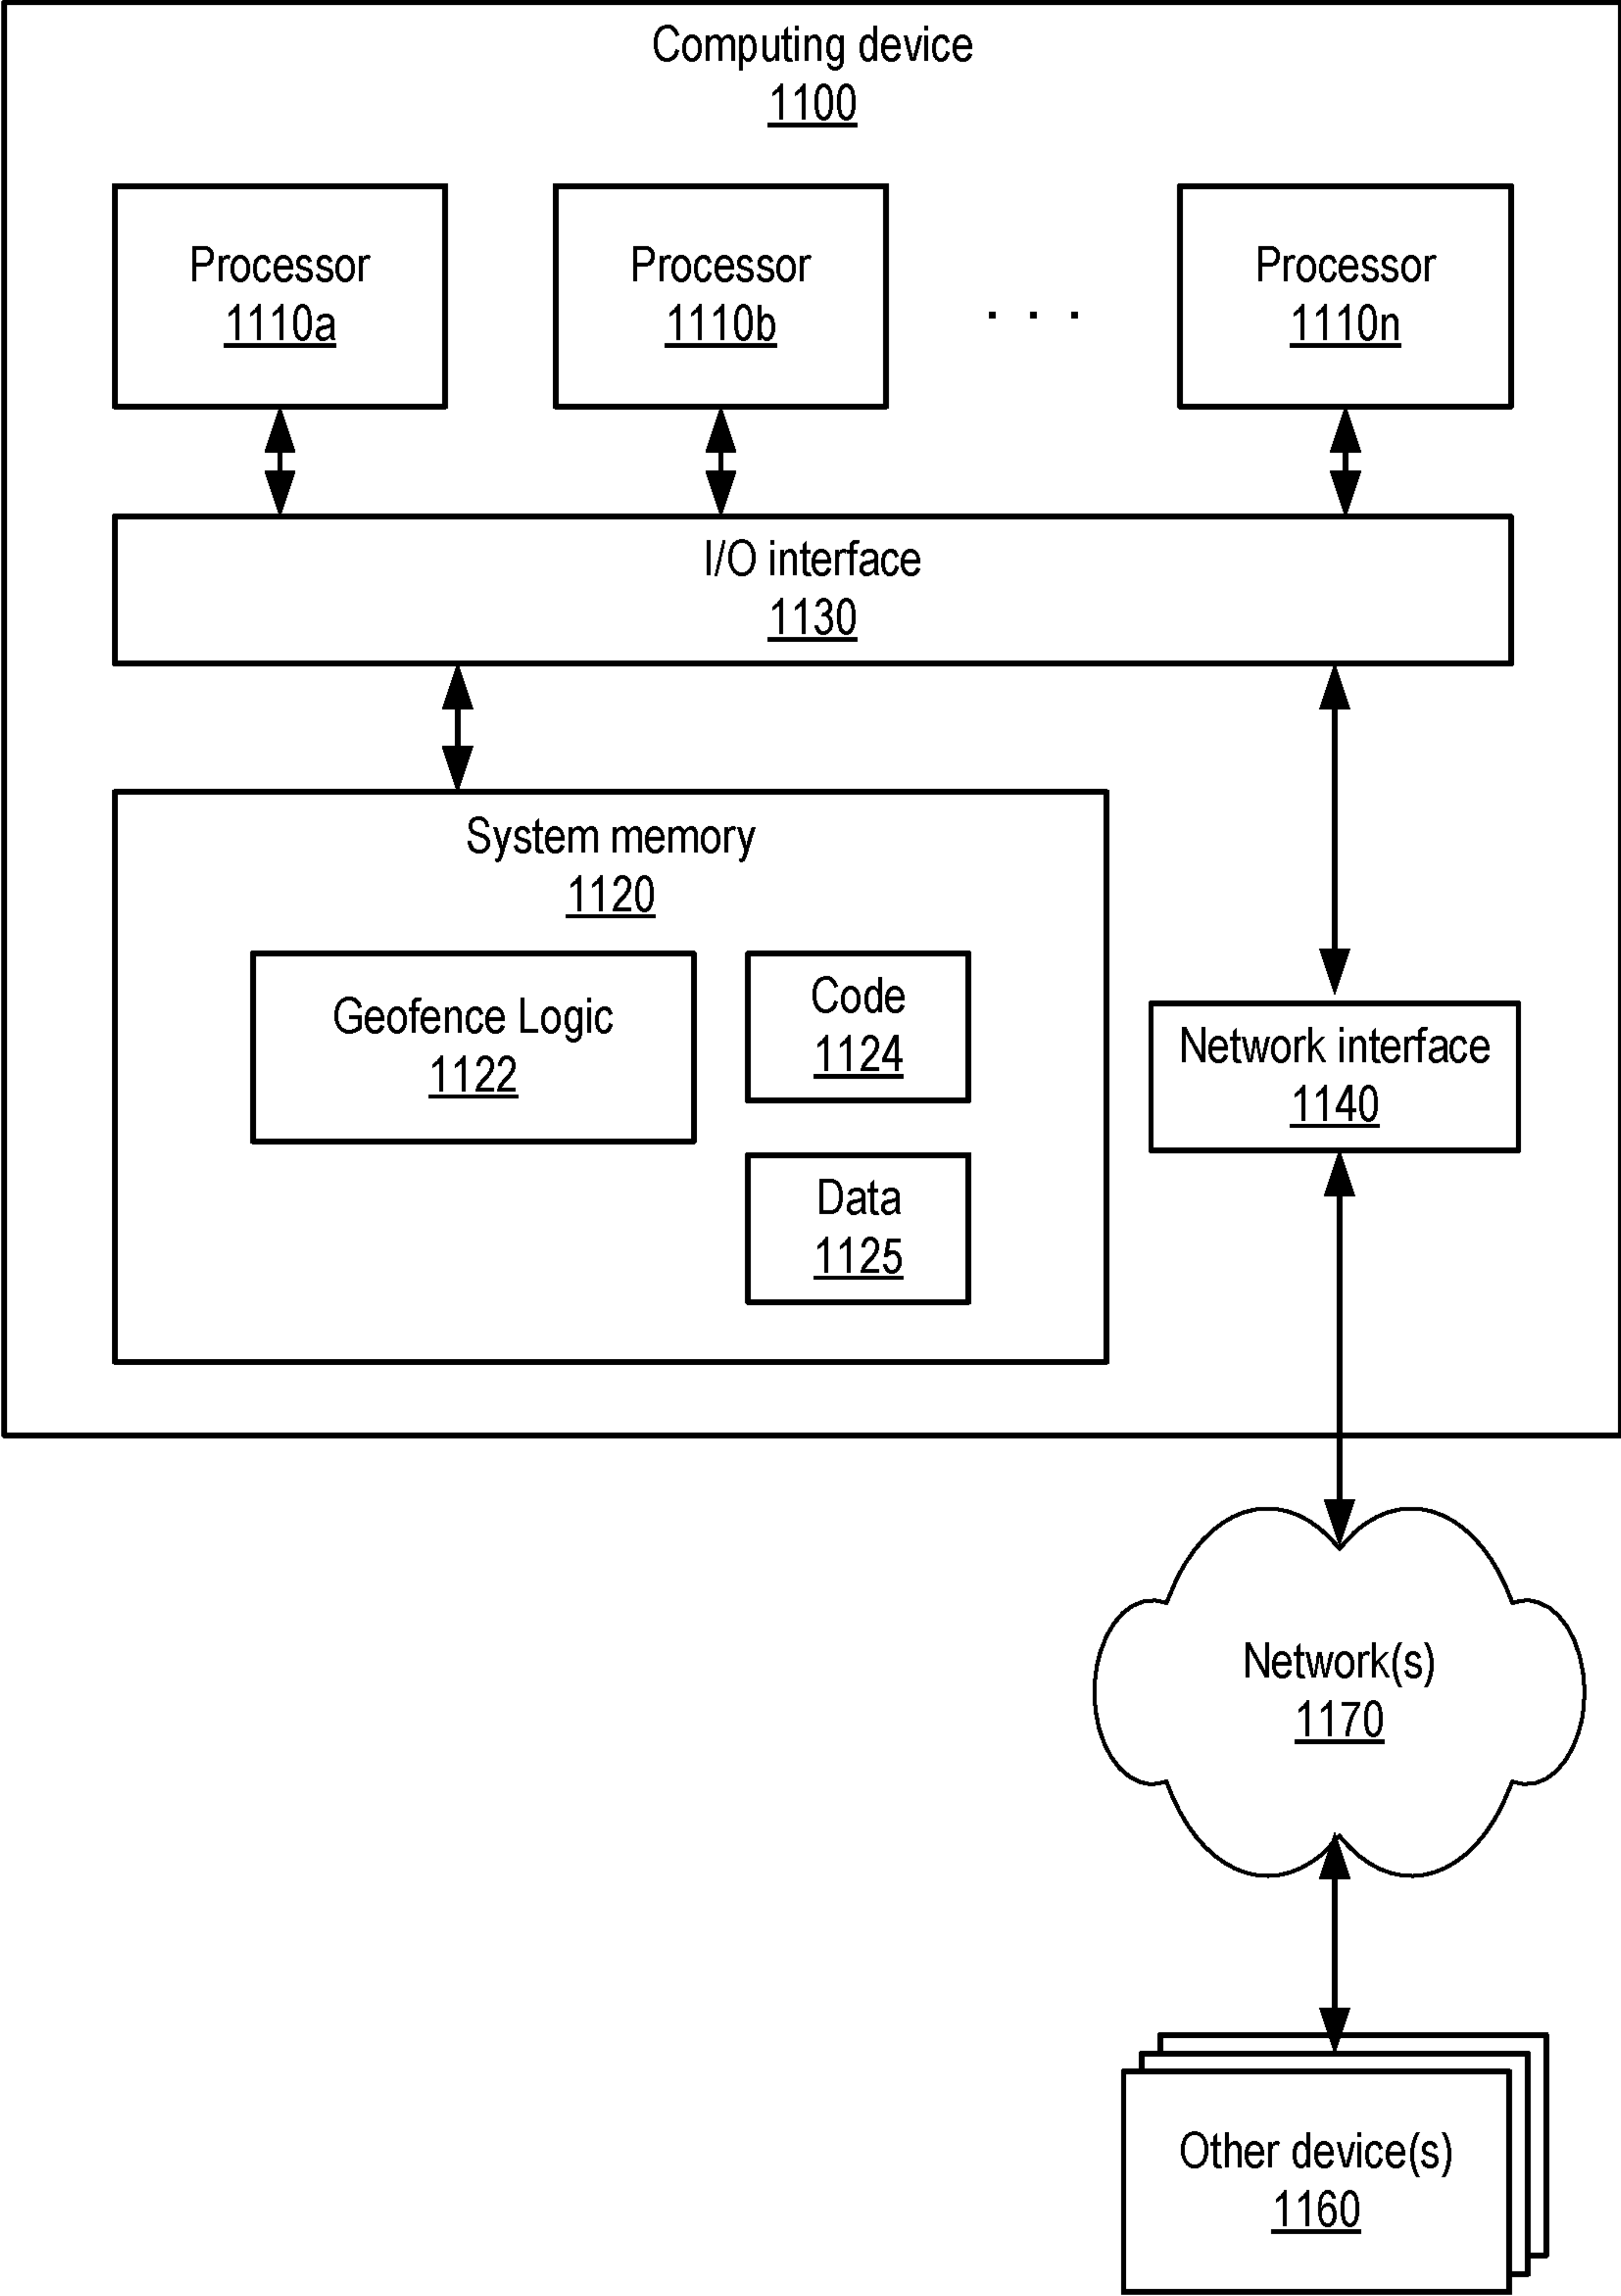 Computing device
1100
Processor
1110a
Processor
1110b
. . .
Processor
1110n
I/O interface
1130
System memory
1120
Geofence Logic
1122
Code
1124
Data
1125
Network interface
1140
Network(s)
1170
Other device(s)
1160